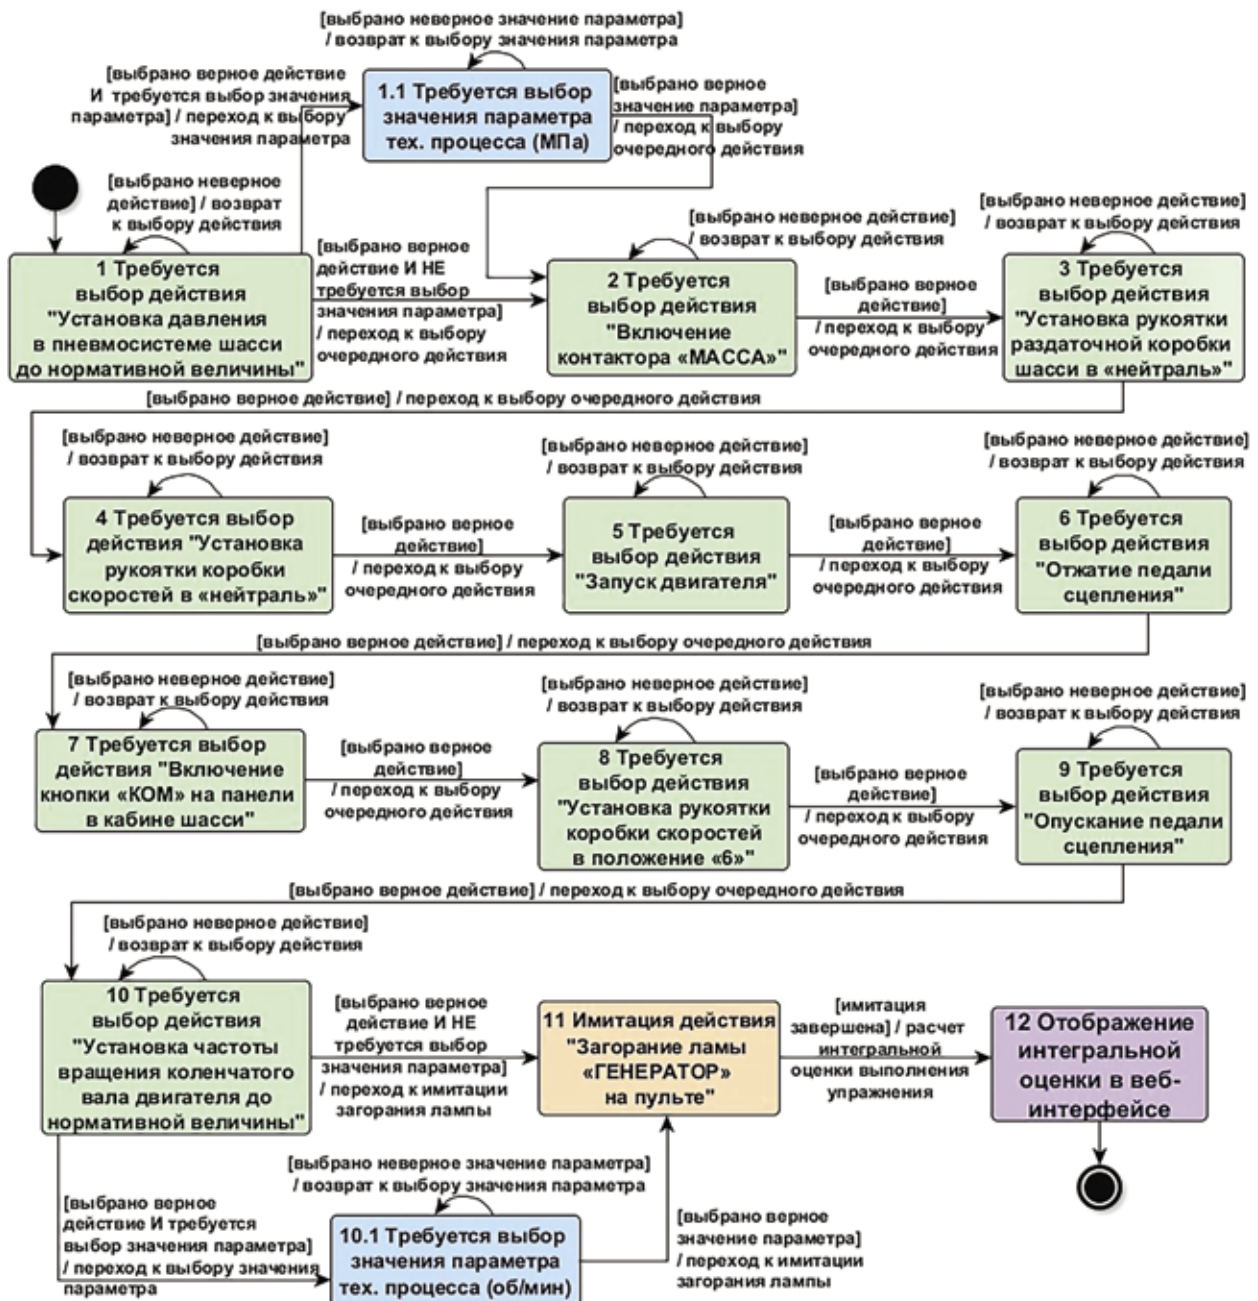 [выбрано неверное значение параметра]
/ возврат к выбору значения параметра
[выбрано верное действие
И требуется выбор значения
параметра] / переход к выбору
значения параметра
1.1 Требуется выбор
значения параметра
тех. процесса (МПа)
[выбрано верное
значение параметра]
/ переход к выбору
очередного действия
[выбрано неверное
действие] / возврат
к выбору действия
1 Требуется
выбор действия
"Установка давления
в пневмосистеме шасси
до нормативной величины"
[выбрано верное
действие И НЕ
требуется выбор
значения параметра]
/ переход к выбору
очередного действия
[выбрано неверное действие]
/ возврат к выбору действия
2 Требуется
выбор действия
"Включение
контактора «МАССА»"
[выбрано верное
действие]
/ переход к выбору
очередного действия
[выбрано неверное действие]
/ возврат к выбору действия
3 Требуется
выбор действия
"Установка рукоятки
раздаточной коробки
шасси в «нейтраль»"
[выбрано верное действие] / переход к выбору очередного действия
[выбрано неверное действие]
/ возврат к выбору действия
4 Требуется выбор
действия "Установка
рукоятки коробки
скоростей в «нейтраль»"
[выбрано верное
действие]
/ переход к выбору
очередного действия
[выбрано неверное действие]
/ возврат к выбору действия
5 Требуется
выбор действия
"Запуск двигателя"
[выбрано верное
действие]
/ переход к выбору
очередного действия
[выбрано неверное действие]
/ возврат к выбору действия
6 Требуется
выбор действия
"Отжатие педали
сцепления"
[выбрано верное действие] / переход к выбору очередного действия
[выбрано неверное действие]
/ возврат к выбору действия
7 Требуется выбор
действия "Включение
кнопки «КОМ» на панели
в кабине шасси"
[выбрано верное
действие]
/ переход к выбору
очередного действия
[выбрано неверное действие]
/ возврат к выбору действия
8 Требуется
выбор действия
"Установка рукоятки
коробки скоростей
в положение «6»"
[выбрано верное
действие]
/ переход к выбору
очередного действия
[выбрано неверное действие]
/ возврат к выбору действия
9 Требуется
выбор действия
"Опускание педали
сцепления"
[выбрано верное действие] / переход к выбору очередного действия
[выбрано неверное действие]
/ возврат к выбору действия
10 Требуется
выбор действия
"Установка частоты
вращения коленчатого
вала двигателя до
нормативной величины"
[выбрано верное
действие И НЕ
требуется выбор
значения параметра]
/ переход к имитации
загорания лампы
11 Имитация действия
"Загорание ламы
«ГЕНЕРАТОР»
на пульте"
[имитация
завершена] / расчет
интегральной
оценки выполнения
упражнения
12 Отображение
интегральной
оценки в веб-
интерфейсе
[выбрано верное
действие И требуется
выбор значения параметра]
/ переход к выбору значения
параметра
[выбрано неверное значение параметра]
/ возврат к выбору значения параметра
10.1 Требуется выбор
значения параметра
тех. процесса (об/мин)
[выбрано верное
значение параметра]
/ переход к имитации
загорания лампы